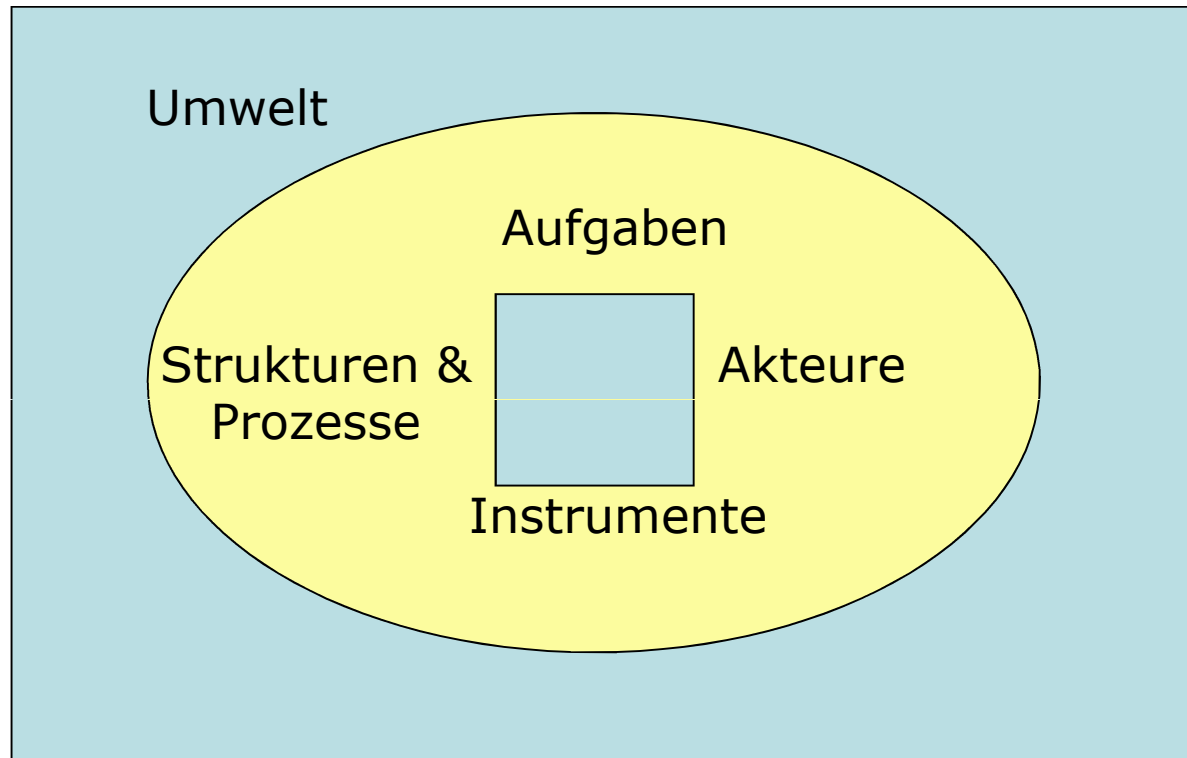 Umwelt
Aufgaben
Strukturen &
Prozesse
Akteure
Instrumente